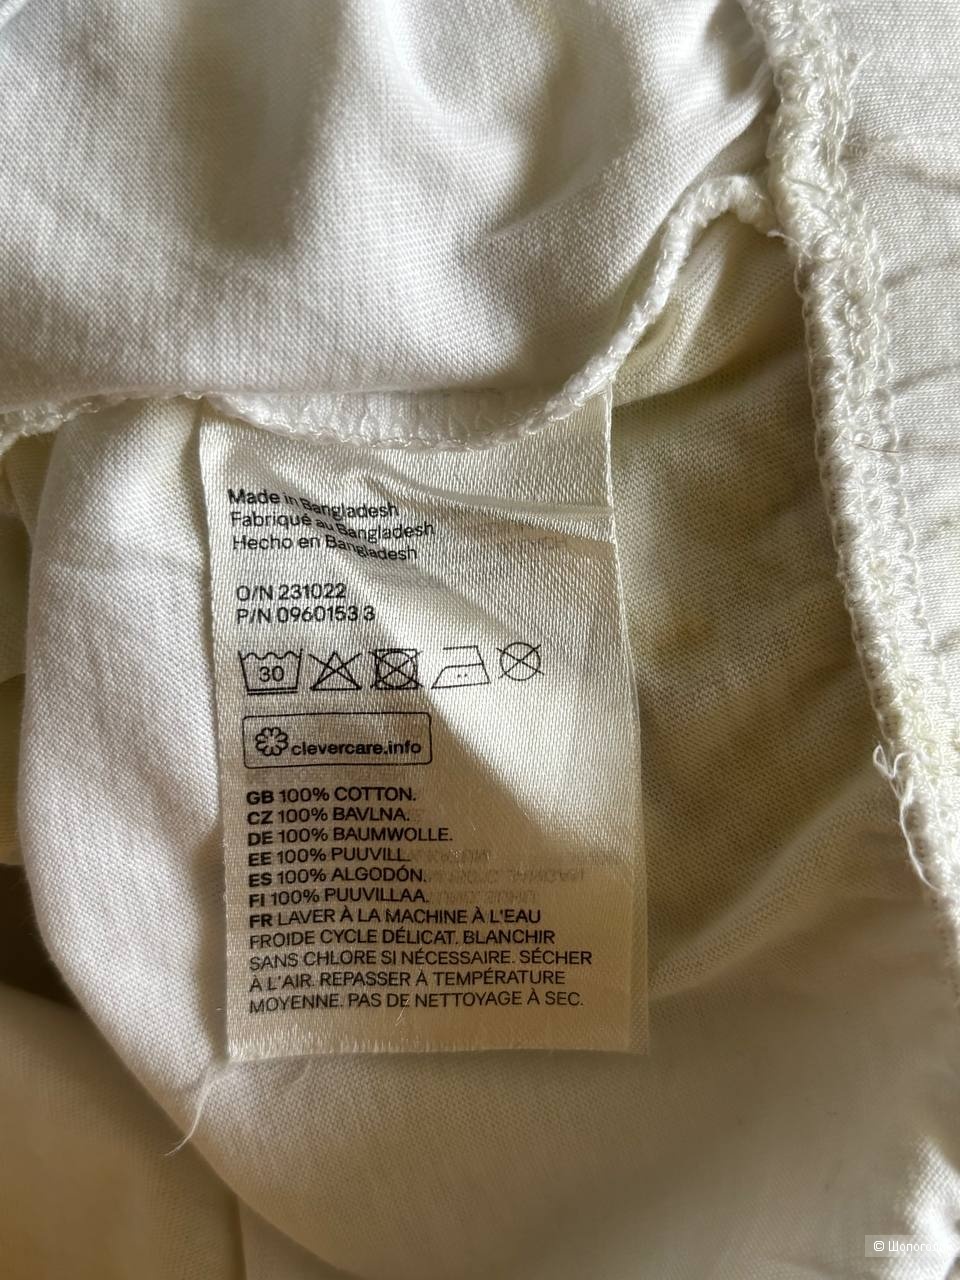 Made in Bangladesh
Fabriqué au Bangladesh
Hecho en Bangladesh
O/N 231022
P/N 0960153 3
30
clevercare.info
GB 100% COTTON.
CZ 100% BAVLNA.
DE 100% BAUMWOLLE.
EE 100% PUUVILL.
ES 100% ALGODÓN.
FI 100% PUUVILLAA.
FR LAVER À LA MACHINE À L'EAU
FROIDE CYCLE DÉLICAT. BLANCHIR
SANS CHLORE SI NÉCESSAIRE. SÉCHER
À L'AIR. REPASSER À TEMPÉRATURE
MOYENNE. PAS DE NETTOYAGE À SEC.